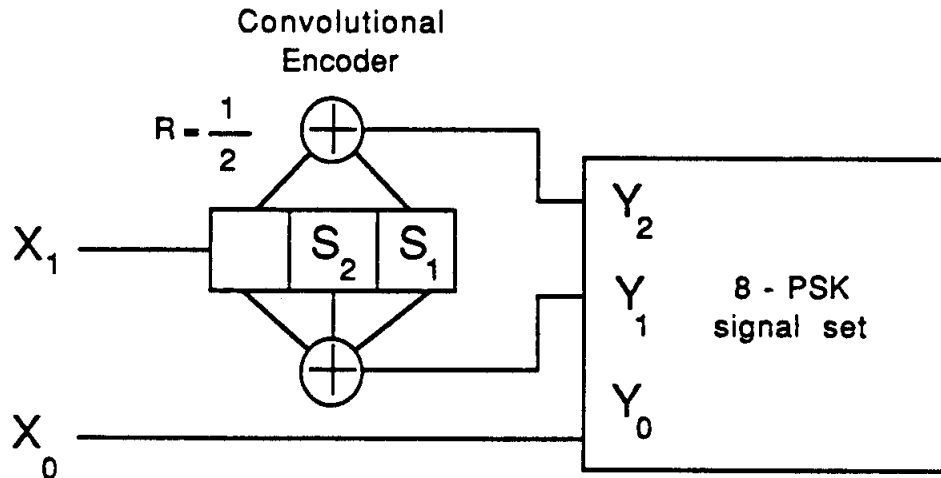 Convolutional
Encoder
R = 1/2
X₁
S₂
S₁
Y₂
Y₁
8 - PSK
signal set
Y₀
X₀